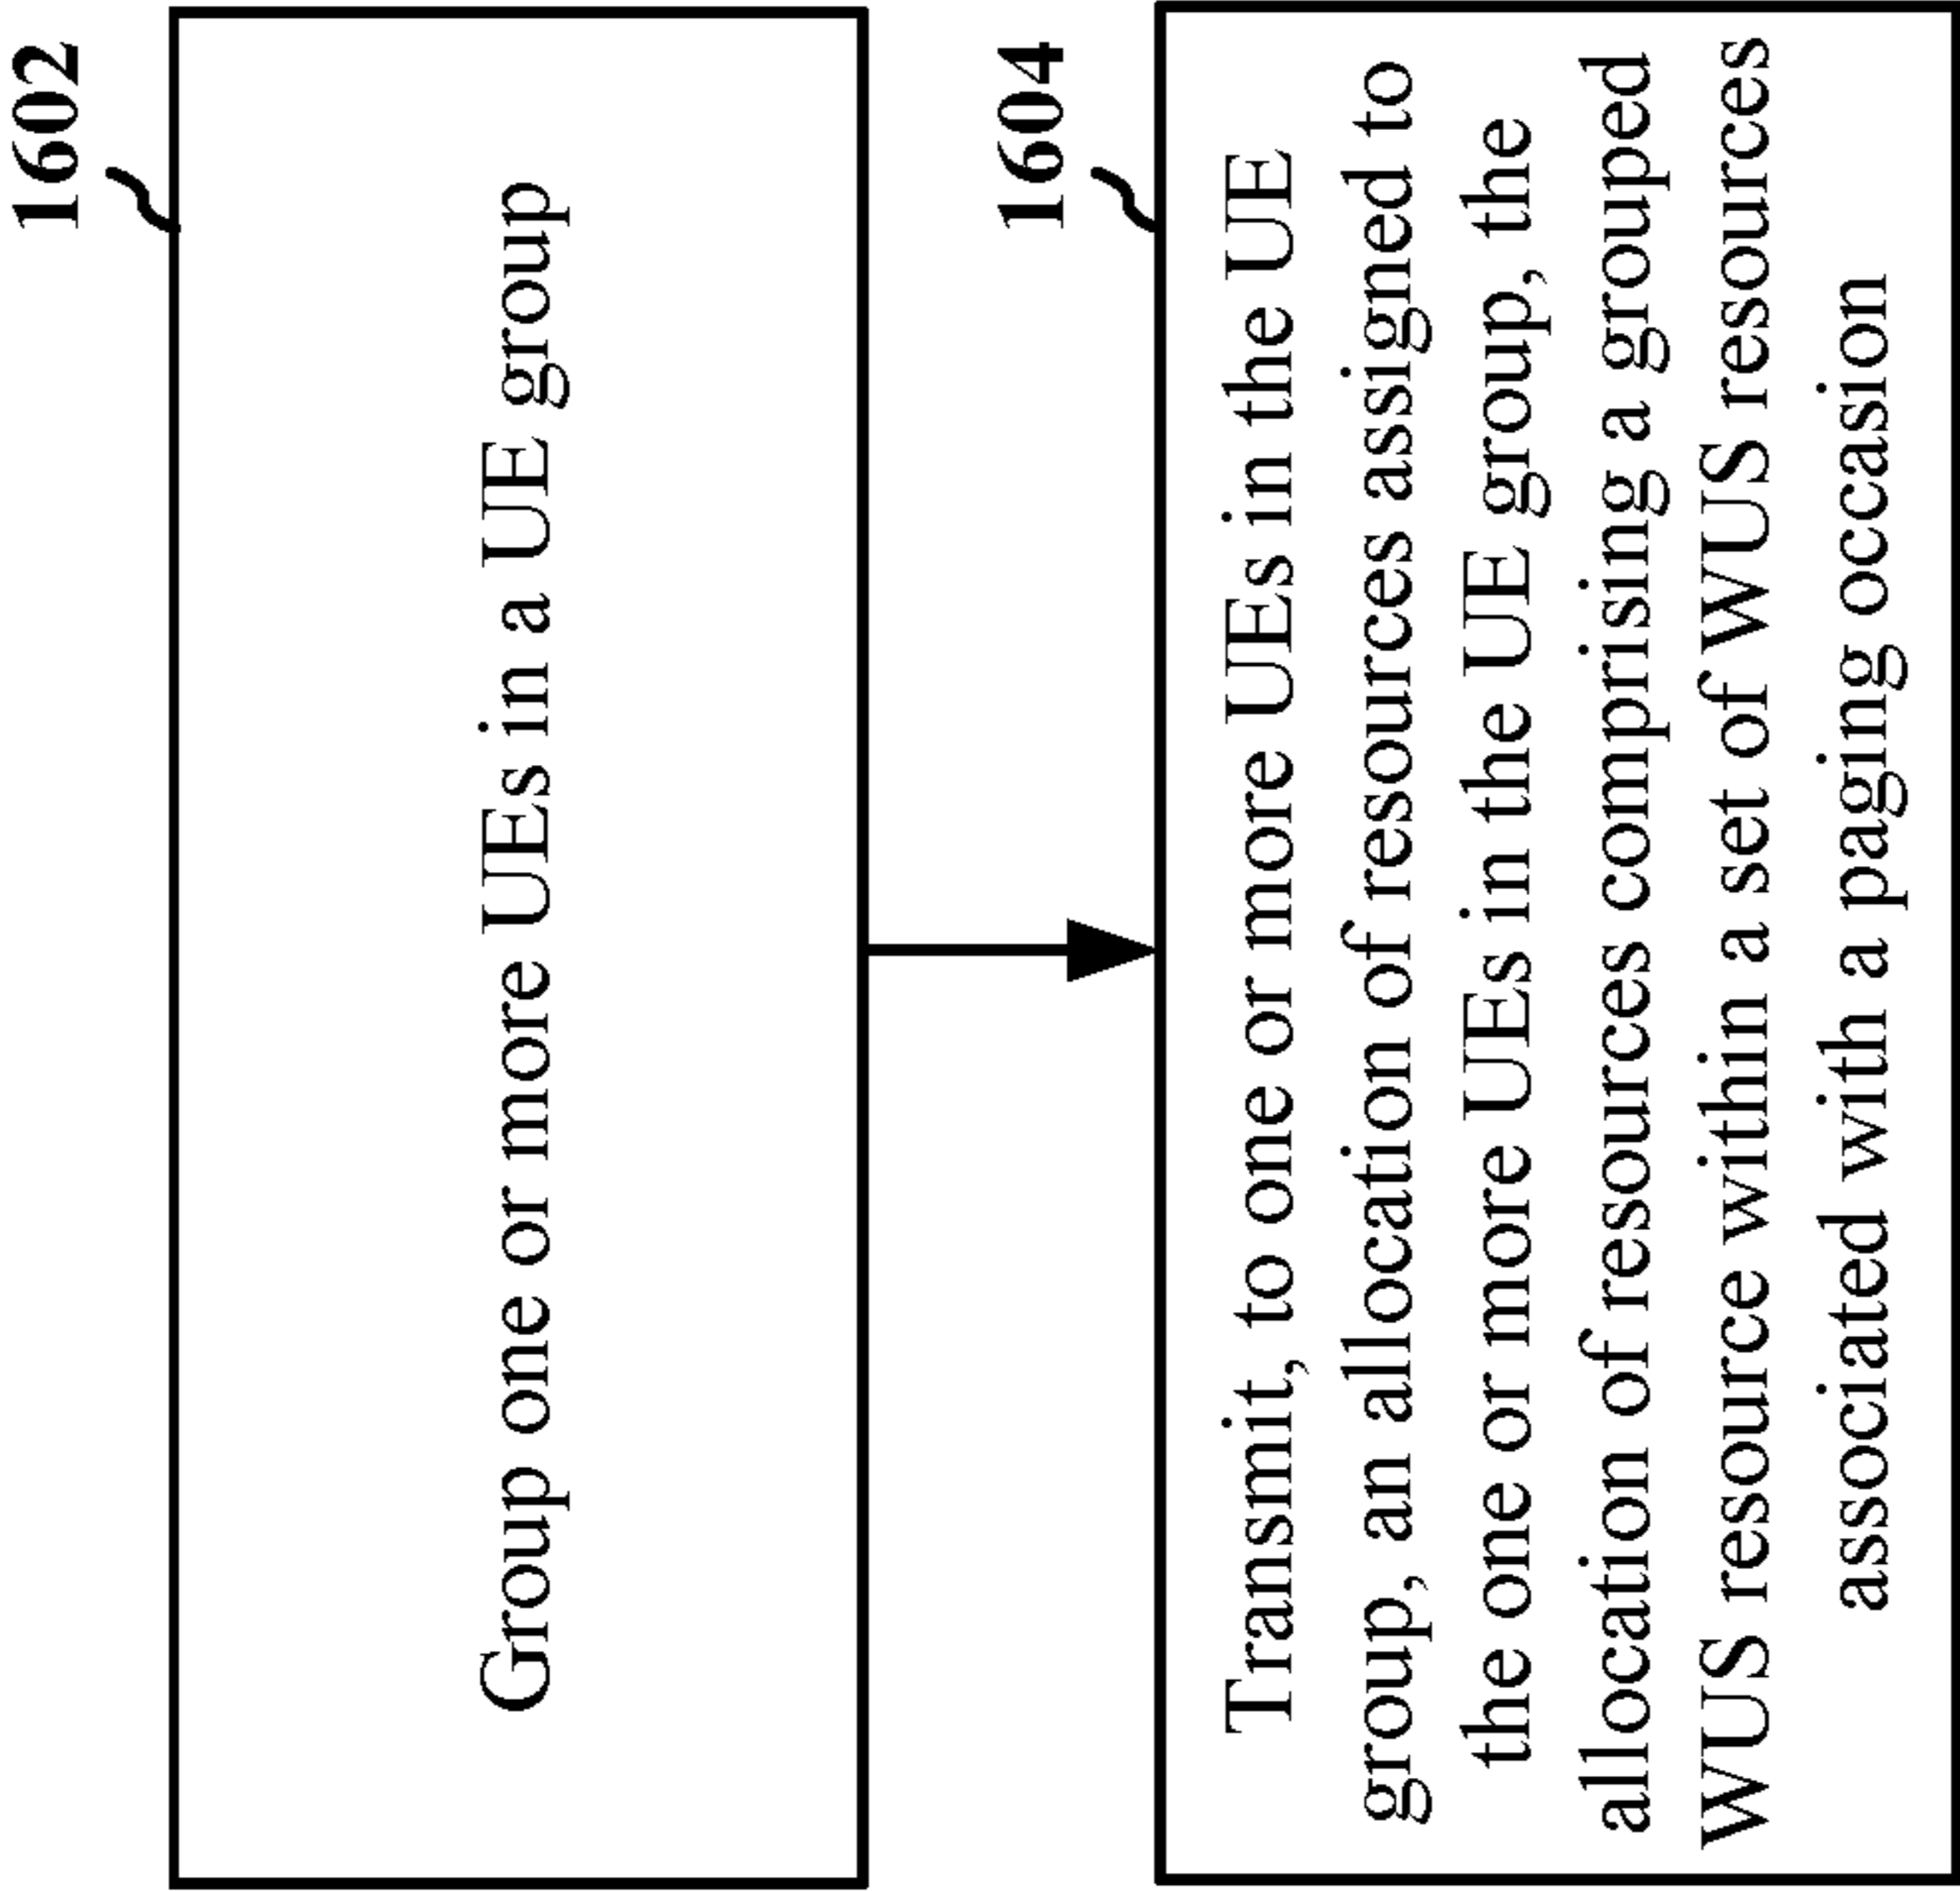 1602
Group one or more UEs in a UE group
1604
Transmit, to one or more UEs in the UE
group, an allocation of resources assigned to
the one or more UEs in the UE group, the
allocation of resources comprising a grouped
WUS resource within a set of WUS resources
associated with a paging occasion